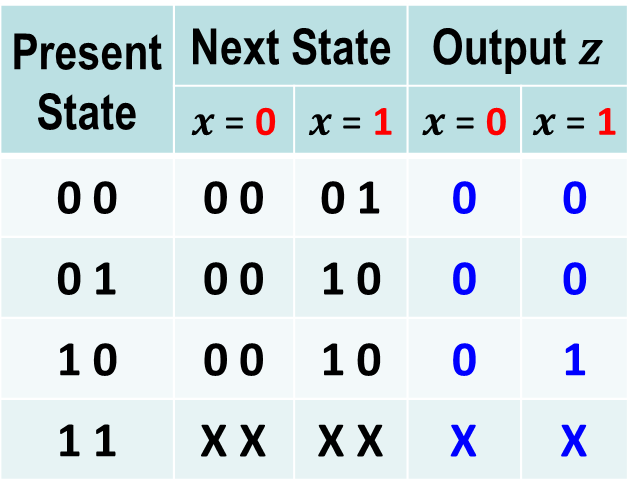 Present State Next State Output z
x = 0 x = 1 x = 0 x = 1
0 0 0 0 0 1 0 0
0 1 0 0 1 0 0 0
1 0 0 0 1 0 0 1
1 1 X X X X X X